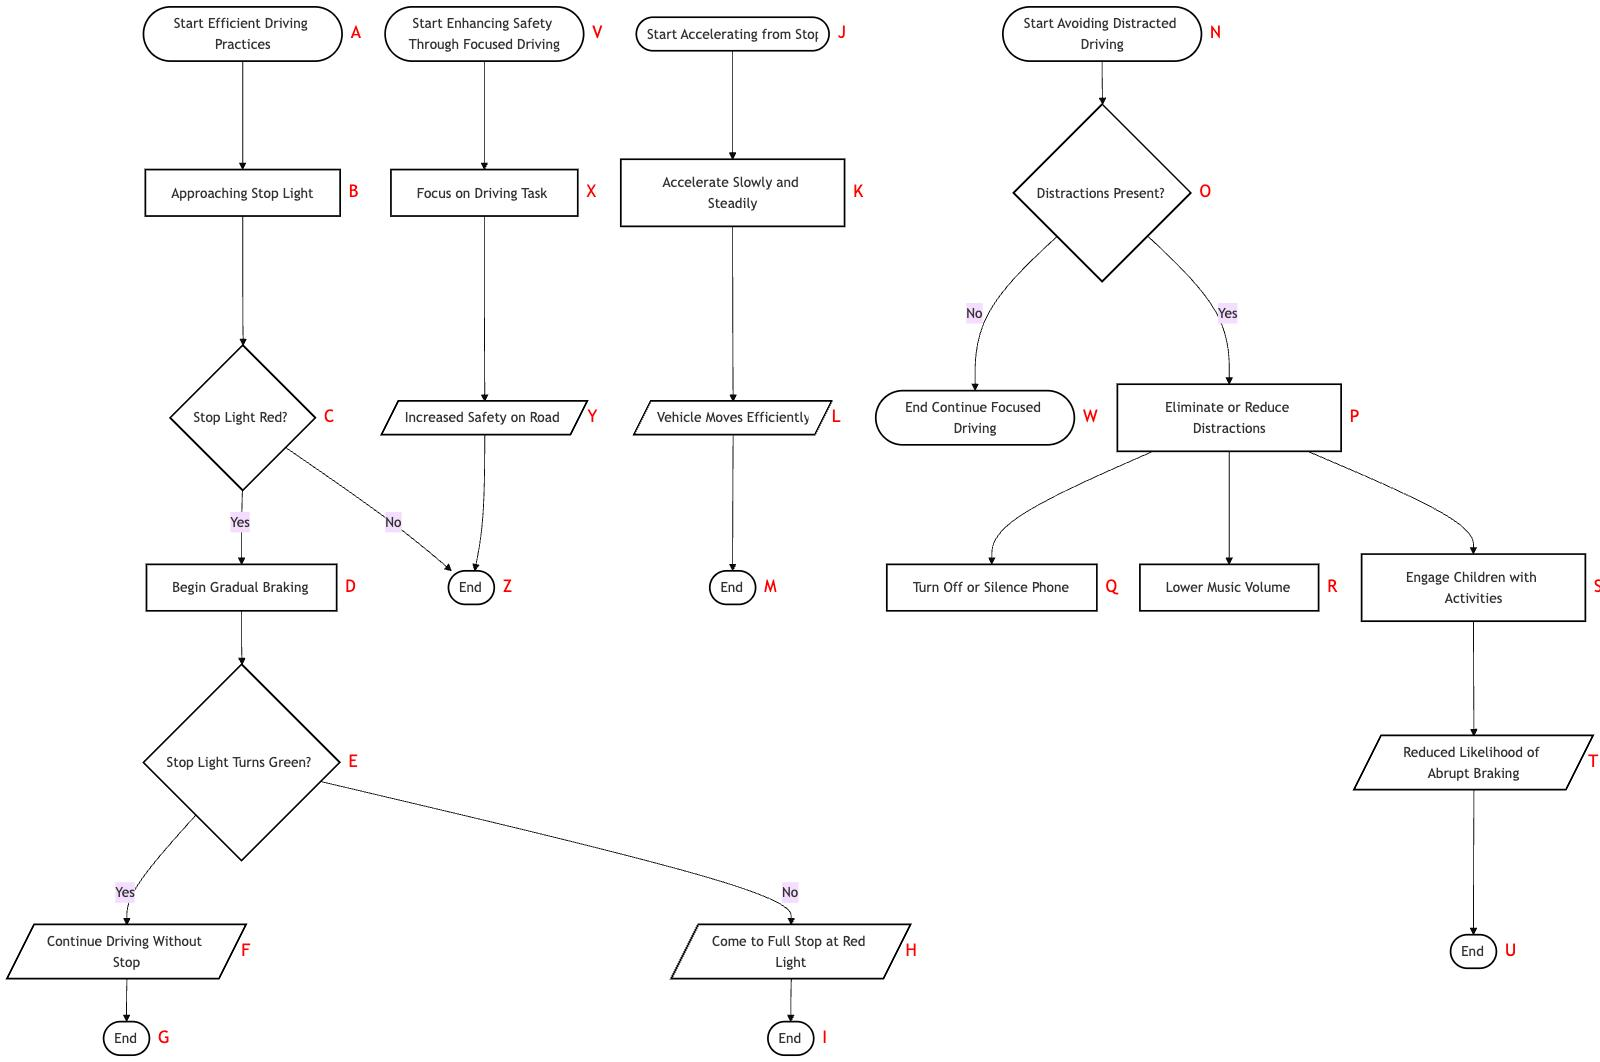 Start Efficient Driving
Practices
A
Start Enhancing Safety
Through Focused Driving
V
Start Accelerating from Stop
J
Start Avoiding Distracted
Driving
N
Approaching Stop Light
B
Focus on Driving Task
X
Accelerate Slowly and
Steadily
K
Distractions Present?
O
No
Yes
Stop Light Red?
C
Increased Safety on Road
Y
Vehicle Moves Efficiently
L
End Continue Focused
Driving
W
Eliminate or Reduce
Distractions
P
Yes
No
Begin Gradual Braking
D
End
Z
End
M
Turn Off or Silence Phone
Q
Lower Music Volume
R
Engage Children with
Activities
S
Stop Light Turns Green?
E
Reduced Likelihood of
Abrupt Braking
T
Yes
No
Continue Driving Without
Stop
F
Come to Full Stop at Red
Light
H
End
U
End
G
End
I